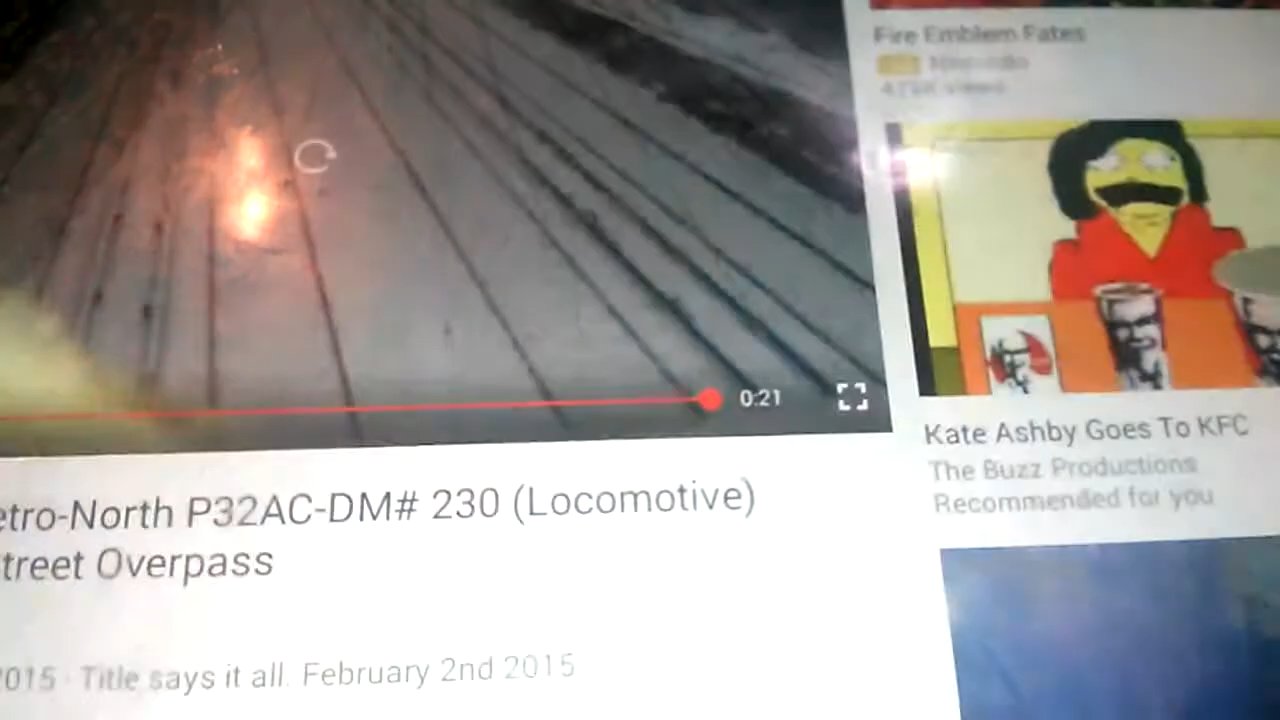 0:21
etro-North P32AC-DM# 230 (Locomotive)
treet Overpass
2015 · Title says it all. February 2nd 2015
Fire Emblem Fates
Kate Ashby Goes To KFC
The Buzz Productions
Recommended for you